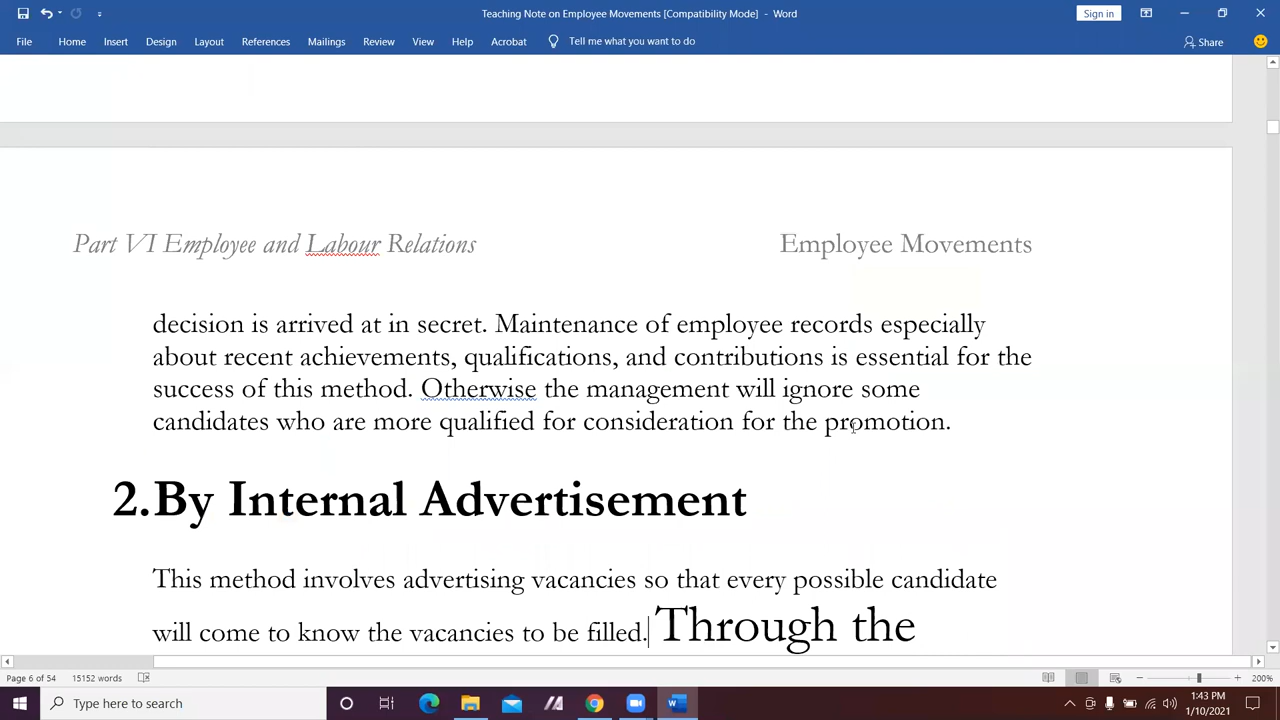 Teaching Note on Employee Movements [Compatibility Mode] - Word
Sign in
File Home Insert Design Layout References Mailings Review View Help Acrobat Tell me what you want to do Share
Part VI Employee and Labour Relations Employee Movements
decision is arrived at in secret. Maintenance of employee records especially
about recent achievements, qualifications, and contributions is essential for the
success of this method. Otherwise the management will ignore some
candidates who are more qualified for consideration for the promotion.
2.By Internal Advertisement
This method involves advertising vacancies so that every possible candidate
will come to know the vacancies to be filled. Through the
Page 6 of 54 15152 words 200%
Type here to search 1:43 PM
1/10/2021